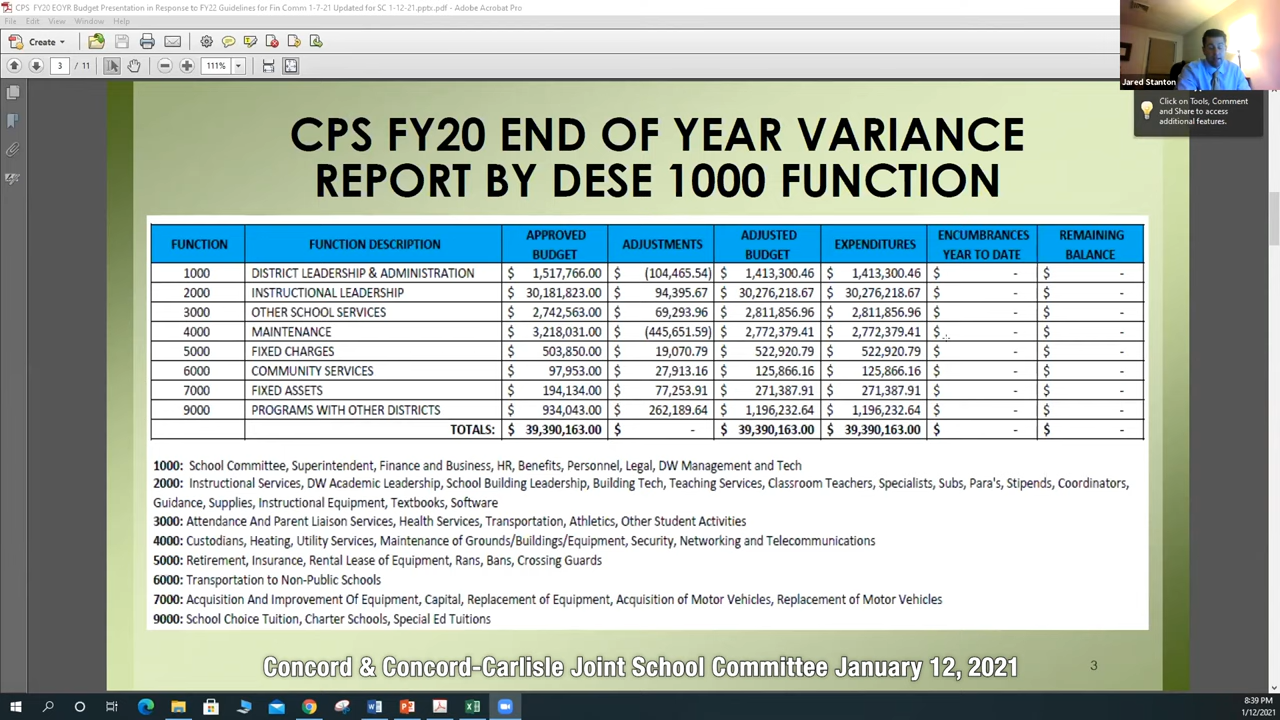 CPS FY20 EOYR Budget Presentation in Response to FY22 Guidelines for Fin Comm 1-7-21 Updated for SC 1-12-21.pptx.pdf - Adobe Acrobat Pro
File Edit View Window Help
Create
3 / 11 111%
Jared Stanton
Click on Tools, Comment
and Share to access
additional features.
CPS FY20 END OF YEAR VARIANCE
REPORT BY DESE 1000 FUNCTION
FUNCTION FUNCTION DESCRIPTION APPROVED BUDGET ADJUSTMENTS ADJUSTED BUDGET EXPENDITURES ENCUMBRANCES YEAR TO DATE REMAINING BALANCE
1000 DISTRICT LEADERSHIP & ADMINISTRATION $ 1,517,766.00 $ (104,465.54) $ 1,413,300.46 $ 1,413,300.46 $ - $ -
2000 INSTRUCTIONAL LEADERSHIP $ 30,181,823.00 $ 94,395.67 $ 30,276,218.67 $ 30,276,218.67 $ - $ -
3000 OTHER SCHOOL SERVICES $ 2,742,563.00 $ 69,293.96 $ 2,811,856.96 $ 2,811,856.96 $ - $ -
4000 MAINTENANCE $ 3,218,031.00 $ (445,651.59) $ 2,772,379.41 $ 2,772,379.41 $ - $ -
5000 FIXED CHARGES $ 503,850.00 $ 19,070.79 $ 522,920.79 $ 522,920.79 $ - $ -
6000 COMMUNITY SERVICES $ 97,953.00 $ 27,913.16 $ 125,866.16 $ 125,866.16 $ - $ -
7000 FIXED ASSETS $ 194,134.00 $ 77,253.91 $ 271,387.91 $ 271,387.91 $ - $ -
9000 PROGRAMS WITH OTHER DISTRICTS $ 934,043.00 $ 262,189.64 $ 1,196,232.64 $ 1,196,232.64 $ - $ -
TOTALS: $ 39,390,163.00 $ - $ 39,390,163.00 $ 39,390,163.00 $ - $ -
1000: School Committee, Superintendent, Finance and Business, HR, Benefits, Personnel, Legal, DW Management and Tech
2000: Instructional Services, DW Academic Leadership, School Building Leadership, Building Tech, Teaching Services, Classroom Teachers, Specialists, Subs, Para's, Stipends, Coordinators,
Guidance, Supplies, Instructional Equipment, Textbooks, Software
3000: Attendance And Parent Liaison Services, Health Services, Transportation, Athletics, Other Student Activities
4000: Custodians, Heating, Utility Services, Maintenance of Grounds/Buildings/Equipment, Security, Networking and Telecommunications
5000: Retirement, Insurance, Rental Lease of Equipment, Rans, Bans, Crossing Guards
6000: Transportation to Non-Public Schools
7000: Acquisition And Improvement Of Equipment, Capital, Replacement of Equipment, Acquisition of Motor Vehicles, Replacement of Motor Vehicles
9000: School Choice Tuition, Charter Schools, Special Ed Tuitions
Concord & Concord-Carlisle Joint School Committee January 12, 2021
3
8:39 PM
1/12/2021